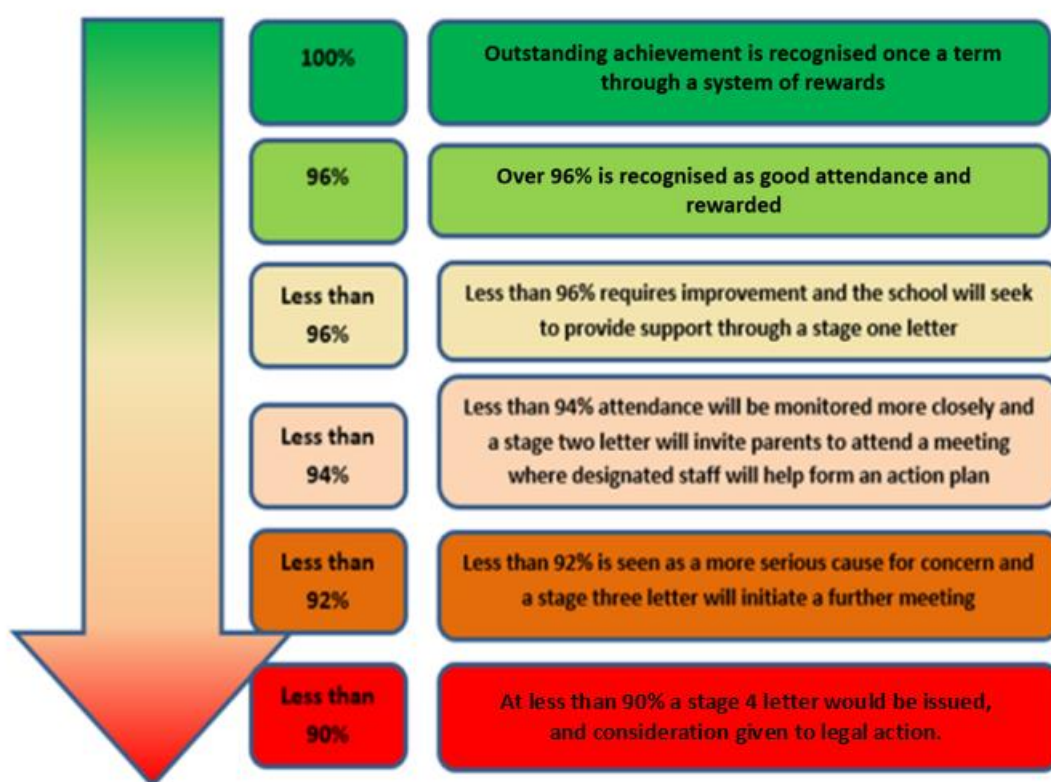 100%
Outstanding achievement is recognised once a term
through a system of rewards
96%
Over 96% is recognised as good attendance and
rewarded
Less than
96%
Less than 96% requires improvement and the school will seek
to provide support through a stage one letter
Less than
94%
Less than 94% attendance will be monitored more closely and
a stage two letter will invite parents to attend a meeting
where designated staff will help form an action plan
Less than
92%
Less than 92% is seen as a more serious cause for concern and
a stage three letter will initiate a further meeting
Less than
90%
At less than 90% a stage 4 letter would be issued,
and consideration given to legal action.